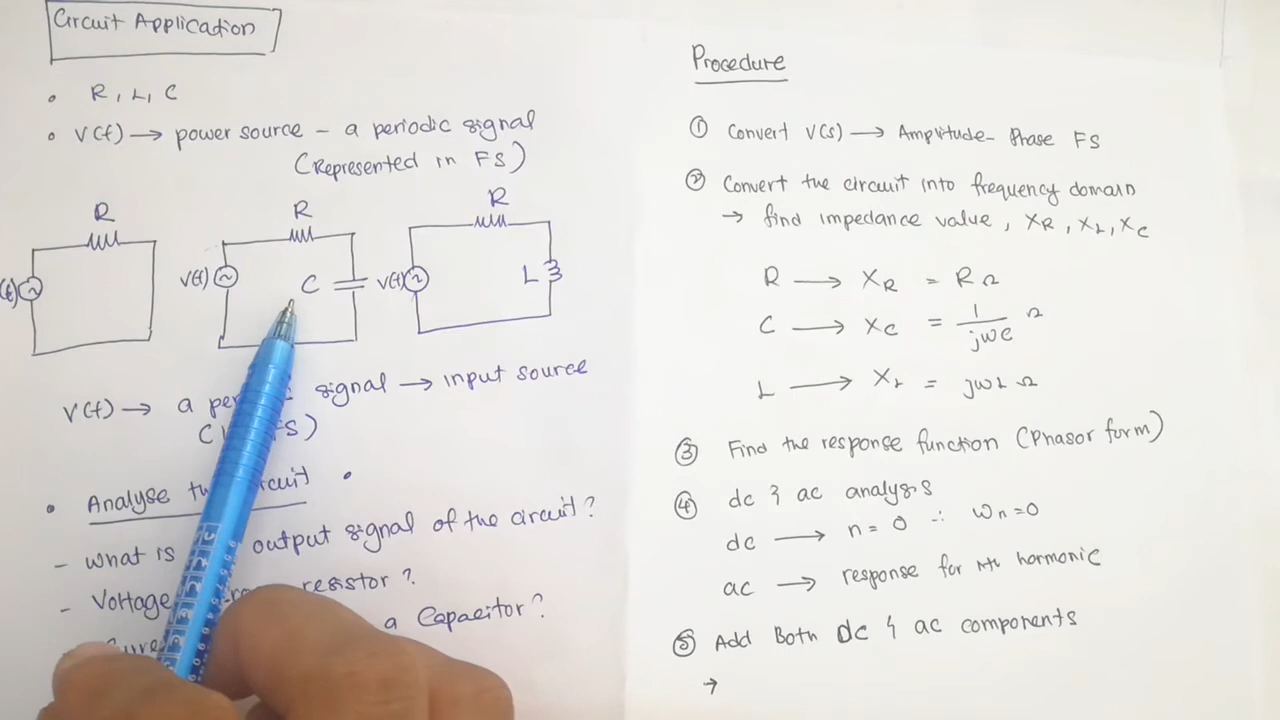 Circuit Application
• R, L, C
• V(t) → power source - a periodic signal
(Represented in FS)
R
R
R
V(t)
C
V(t)
L
V(t) → a signal → input source
FS)
• Analyse circuit •
- What is output signal of the circuit?
- Voltage resistor?
a Capacitor?
Procedure
① Convert V(s) → Amplitude-Phase FS
② Convert the circuit into frequency domain
→ find impedance value, XR, XL, XC
R → XR = R Ω
C → XC = 1/jωC Ω
L → XL = jωL Ω
③ Find the response function (Phasor form)
④ dc & ac analysis
dc → n = 0 ∴ ωn = 0
ac → response for nth harmonic
⑤ Add Both dc & ac components
→